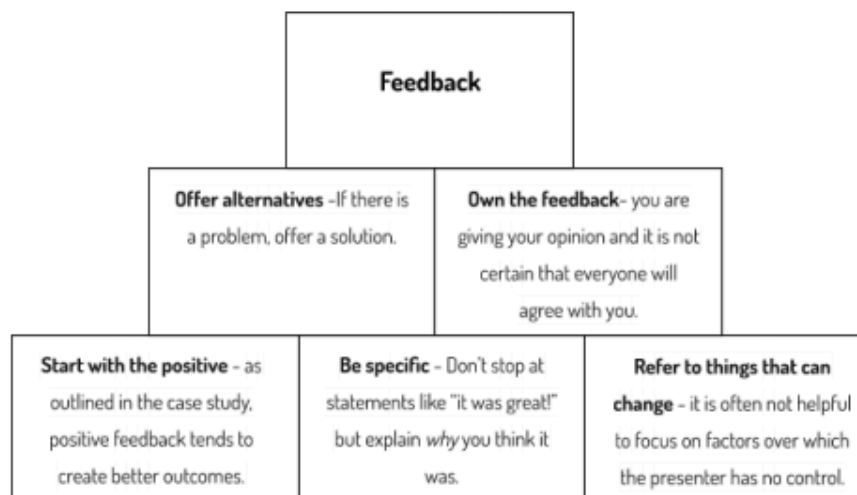 Feedback
Offer alternatives -If there is
a problem, offer a solution.
Own the feedback- you are
giving your opinion and it is not
certain that everyone will
agree with you.
Start with the positive - as
outlined in the case study,
positive feedback tends to
create better outcomes.
Be specific - Don't stop at
statements like "it was great!"
but explain why you think it
was.
Refer to things that can
change - it is often not helpful
to focus on factors over which
the presenter has no control.